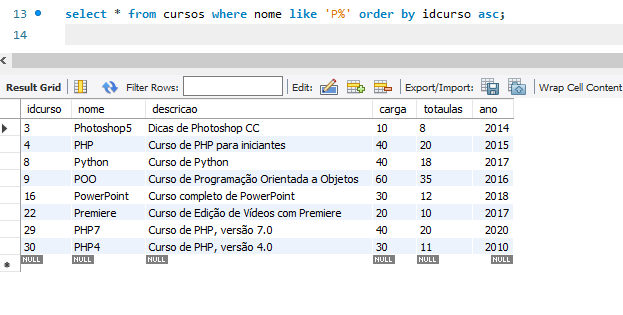 13 select * from cursos where nome like 'P%' order by idcurso asc;
14
Result Grid Filter Rows: Edit: Export/Import: Wrap Cell Content
idcurso nome descricao carga totaulas ano
3 Photoshop5 Dicas de Photoshop CC 10 8 2014
4 PHP Curso de PHP para iniciantes 40 20 2015
8 Python Curso de Python 40 18 2017
9 POO Curso de Programação Orientada a Objetos 60 35 2016
16 PowerPoint Curso completo de PowerPoint 30 12 2018
22 Premiere Curso de Edição de Vídeos com Premiere 20 10 2017
29 PHP7 Curso de PHP, versão 7.0 40 20 2020
30 PHP4 Curso de PHP, versão 4.0 30 11 2010
NULL NULL NULL NULL NULL NULL